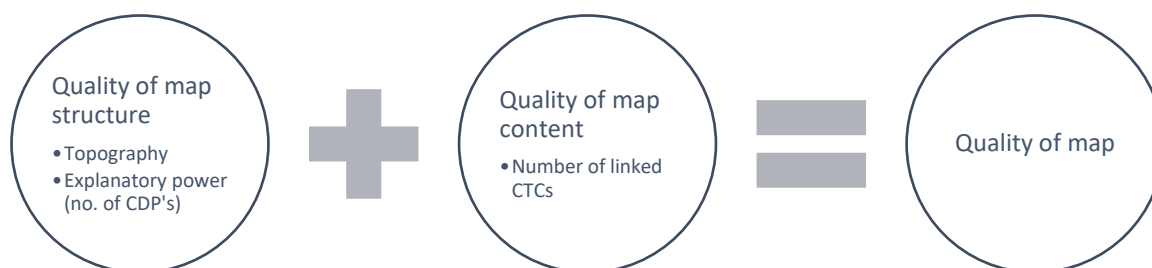 Quality of map
structure
•Topography
•Explanatory power
(no. of CDP's)
Quality of map
content
•Number of linked
CTCs
Quality of map